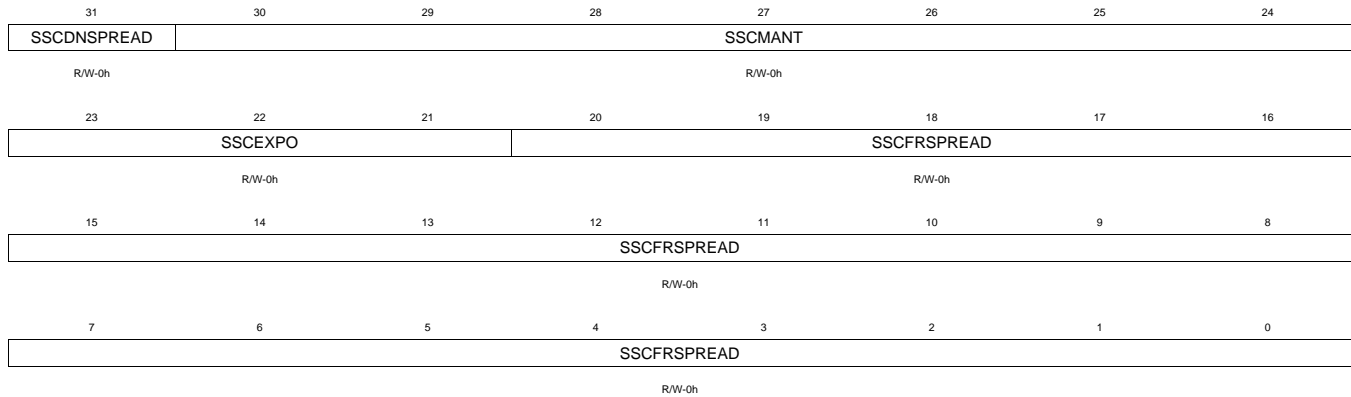 31 30 29 28 27 26 25 24
SSCDNSPREAD SSCMANT
R/W-0h R/W-0h
23 22 21 20 19 18 17 16
SSCEXPO SSCFRSPREAD
R/W-0h R/W-0h
15 14 13 12 11 10 9 8
SSCFRSPREAD
R/W-0h
7 6 5 4 3 2 1 0
SSCFRSPREAD
R/W-0h